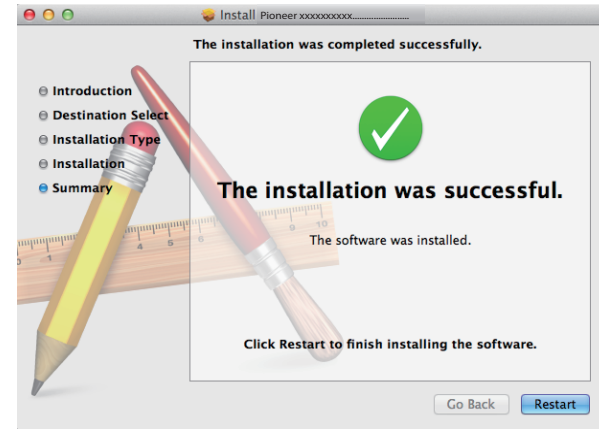 Install Pioneer xxxxxxxxxx.........................
The installation was completed successfully.
Introduction
Destination Select
Installation Type
Installation
Summary
The installation was successful.
The software was installed.
Click Restart to finish installing the software.
Go Back
Restart